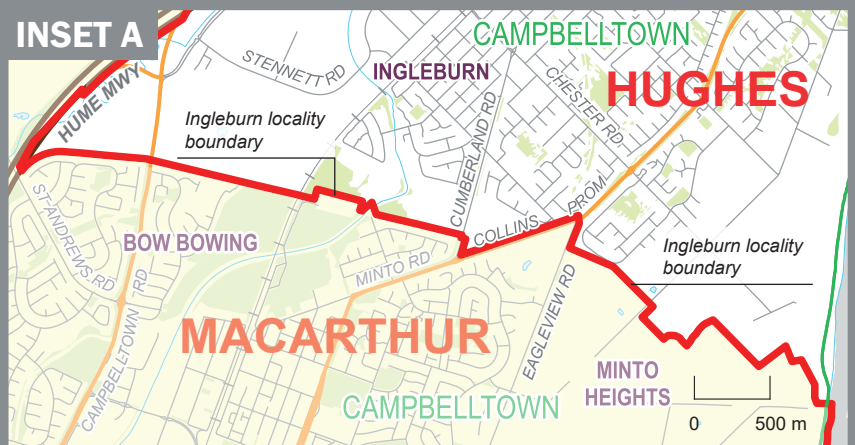 INSET A
CAMPBELLTOWN
STENNETT RD
INGLEBURN
HUGHES
HUME MWY
CHESTER RD
Ingleburn locality
boundary
CUMBERLAND RD
PROM
COLLINS
ST-ANDREWS RD
BOW BOWING
Ingleburn locality
boundary
MINTO RD
CAMPBELLTOWN RD
MACARTHUR
EAGLEVIEW RD
MINTO
HEIGHTS
CAMPBELLTOWN
0 500 m